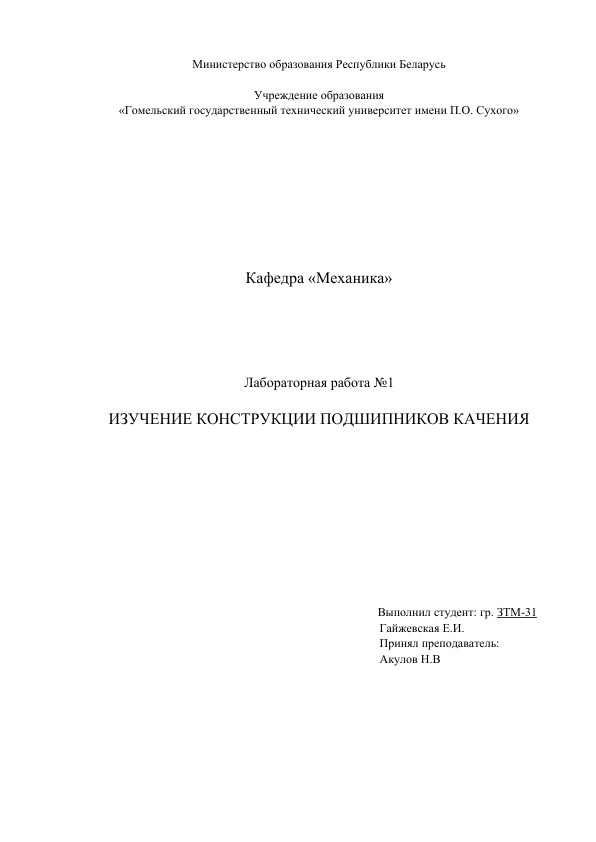 Министерство образования Республики Беларусь
Учреждение образования
«Гомельский государственный технический университет имени П.О. Сухого»
Кафедра «Механика»
Лабораторная работа №1
ИЗУЧЕНИЕ КОНСТРУКЦИИ ПОДШИПНИКОВ КАЧЕНИЯ
Выполнил студент: гр. ЗТМ-31
Гайжевская Е.И.
Принял преподаватель:
Акулов Н.В